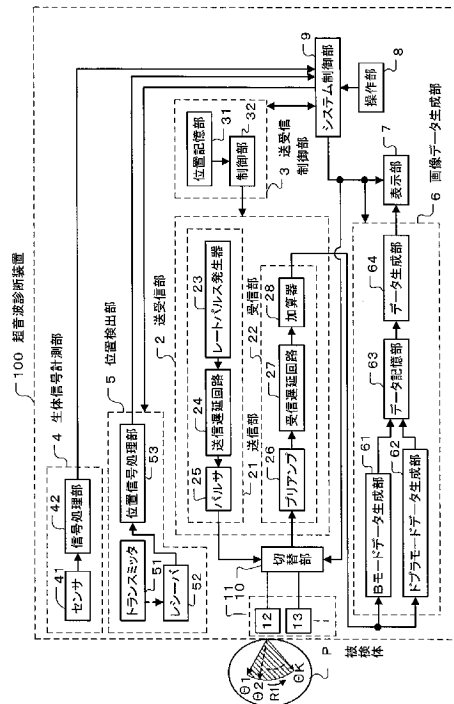 100 超音波診断装置
4 生体信号計測部
41
センサ
42
信号処理部
5 位置検出部
トランスミッタ
51
レシーバ
52
位置信号処理部
53
2 送受信部
レートパルス発生器
23
送信遅延回路
24
パルサ
25
21 送信部
22 受信部
プリアンプ
26
受信遅延回路
27
加算器
28
位置記憶部
31
制御部
32
3 送受信制御部
システム制御部
9
操作部
8
切替部
10
11
12
13
θ1
θ2
R1
θK
P 被検体
Bモードデータ生成部
61
ドプラモードデータ生成部
62
データ記憶部
63
データ生成部
64
表示部
7
6 画像データ生成部